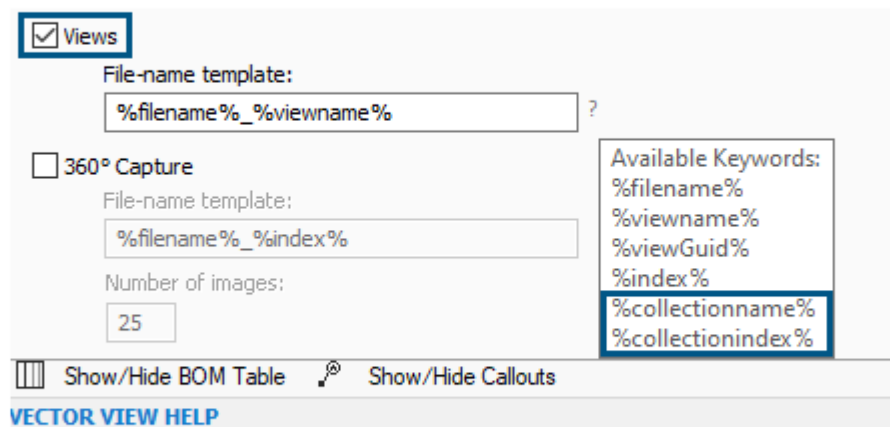 Views
File-name template:
%filename%_%viewname%
?
360° Capture
File-name template:
%filename%_%index%
Number of images:
25
Available Keywords:
%filename%
%viewname%
%viewGuid%
%index%
%collectionname%
%collectionindex%
Show/Hide BOM Table Show/Hide Callouts
VECTOR VIEW HELP